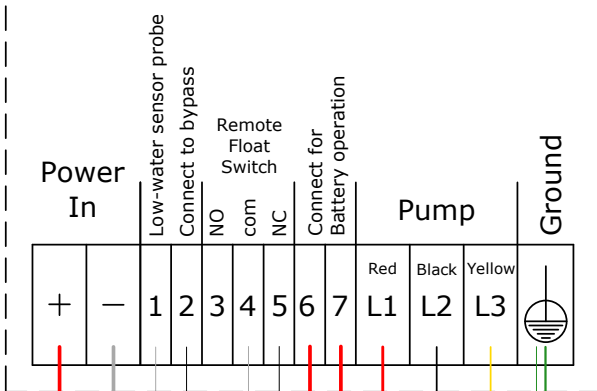 Power
In
Low-water sensor probe
Connect to bypass
Remote
Float
Switch
NO
com
NC
Connect for
Battery operation
Pump
Ground
Red
Black
Yellow
+ − 1 2 3 4 5 6 7 L1 L2 L3